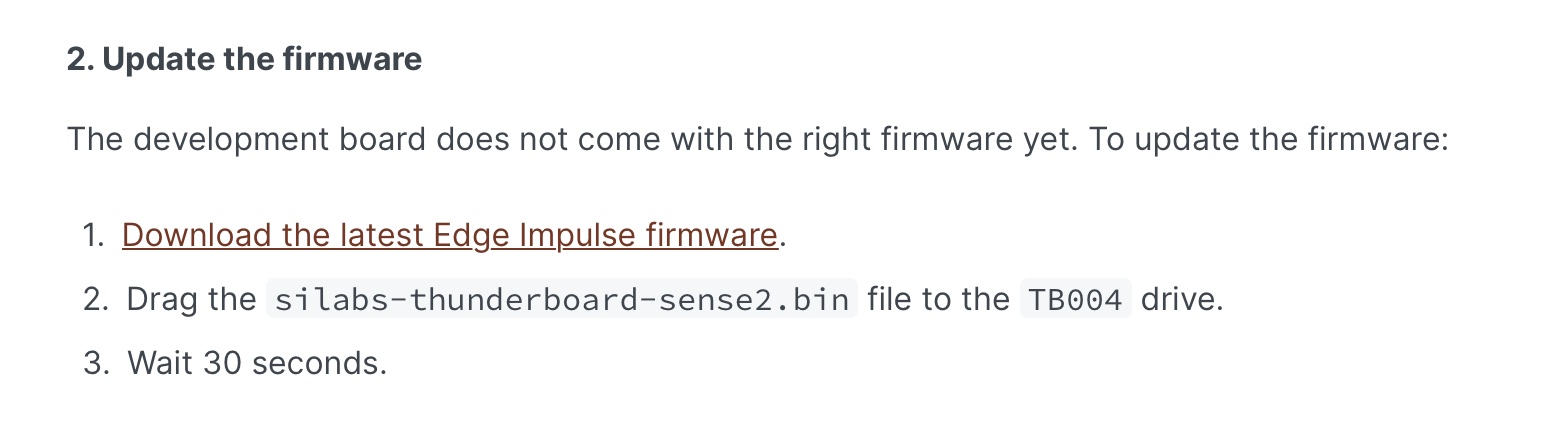 2. Update the firmware
The development board does not come with the right firmware yet. To update the firmware:
1. Download the latest Edge Impulse firmware.
2. Drag the silabs-thunderboard-sense2.bin file to the TB004 drive.
3. Wait 30 seconds.